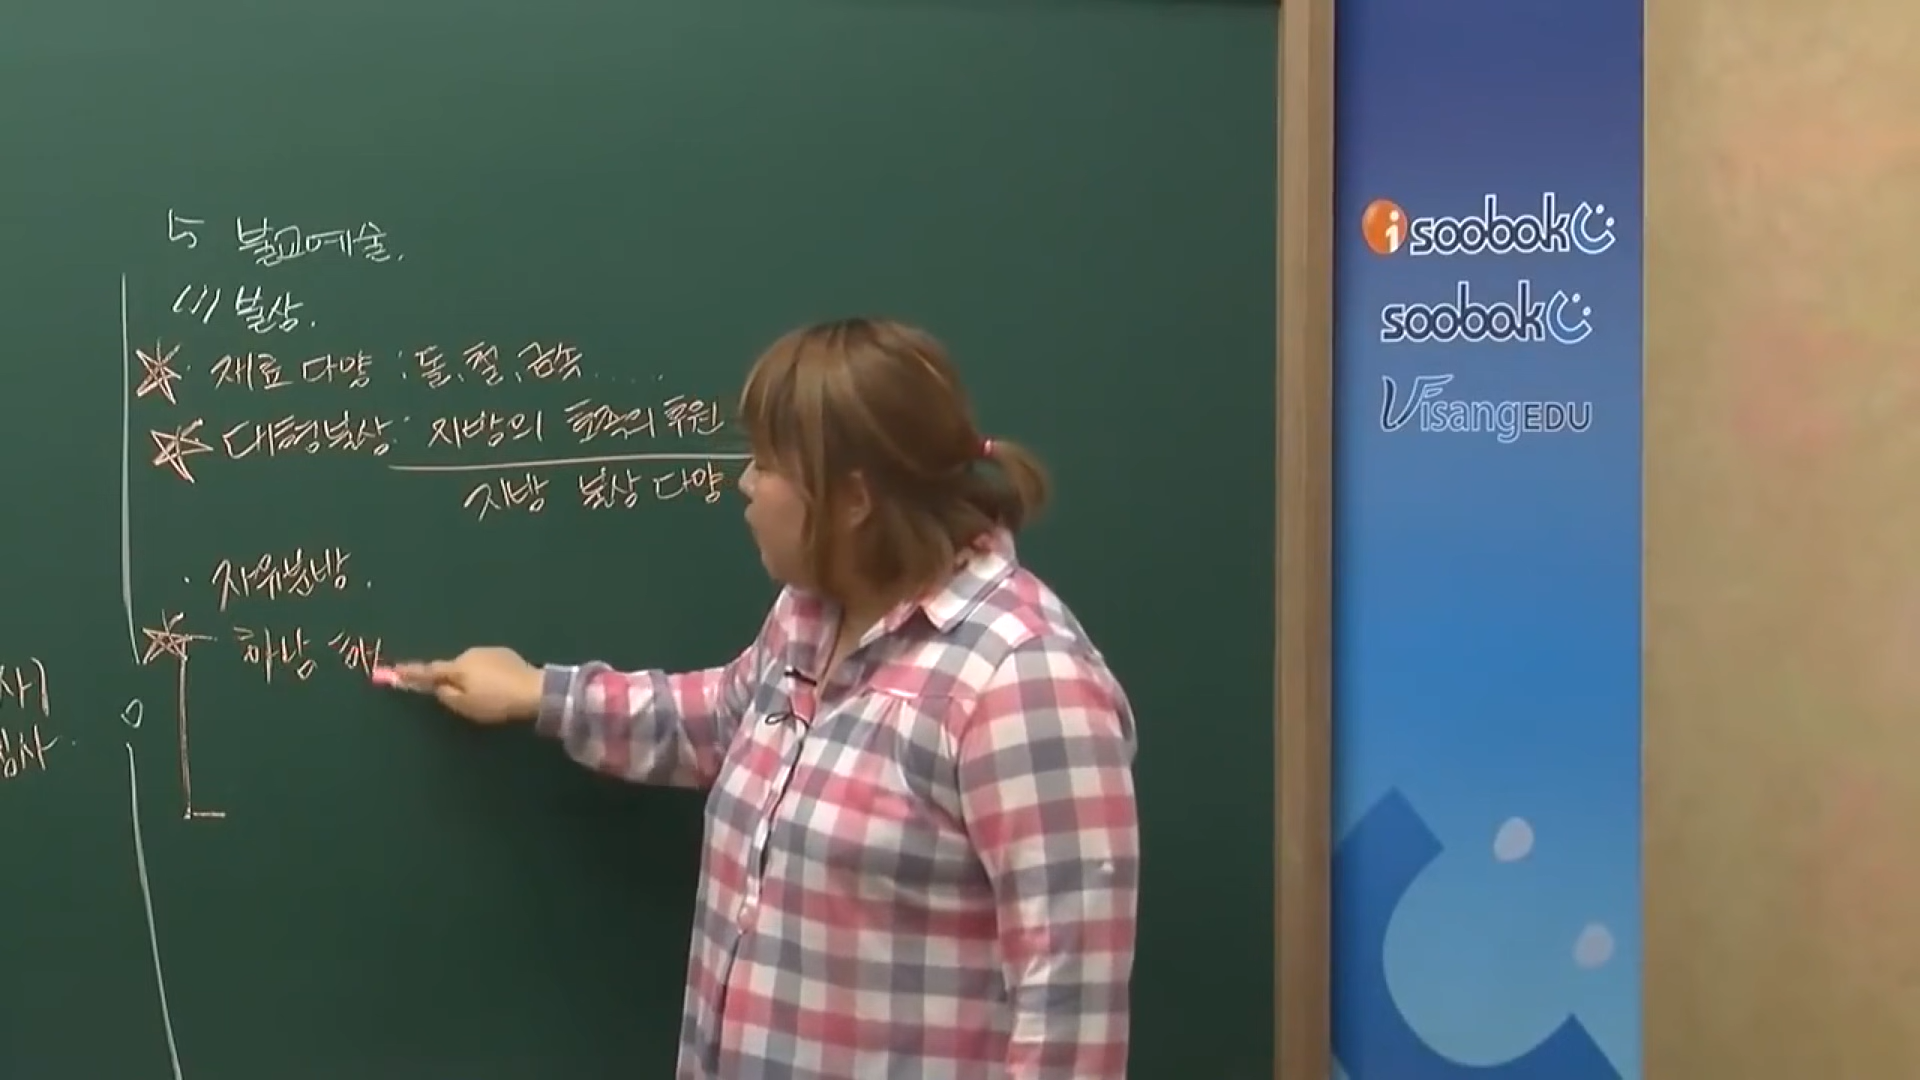 5 불교예술.
(1) 불상.
· 재료 다양 : 돌, 철, 금속.....
대형불상 : 지방의 호족의 후원
지방 불상 다양
· 자유분방.
하남
isoobok
soobok
VisangEDU